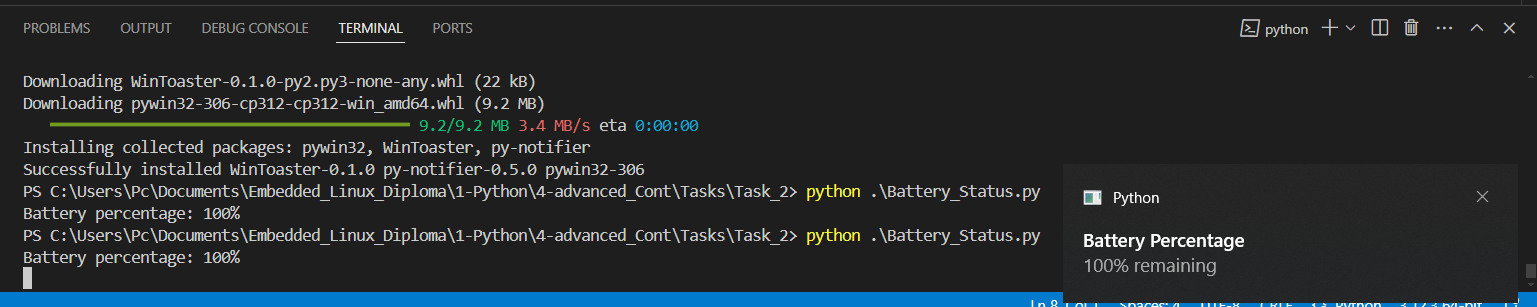 PROBLEMS OUTPUT DEBUG CONSOLE TERMINAL PORTS python
Downloading WinToaster-0.1.0-py2.py3-none-any.whl (22 kB)
Downloading pywin32-306-cp312-cp312-win_amd64.whl (9.2 MB)
9.2/9.2 MB 3.4 MB/s eta 0:00:00
Installing collected packages: pywin32, WinToaster, py-notifier
Successfully installed WinToaster-0.1.0 py-notifier-0.5.0 pywin32-306
PS C:\Users\Pc\Documents\Embedded_Linux_Diploma\1-Python\4-advanced_Cont\Tasks\Task_2> python .\Battery_Status.py
Battery percentage: 100%
PS C:\Users\Pc\Documents\Embedded_Linux_Diploma\1-Python\4-advanced_Cont\Tasks\Task_2> python .\Battery_Status.py
Battery percentage: 100%
Python
Battery Percentage
100% remaining